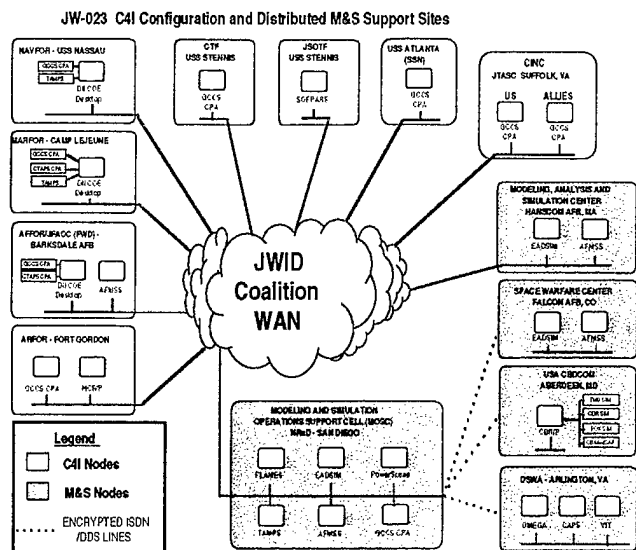 JW-023 C4I Configuration and Distributed M&S Support Sites
NAVFOR - USS NASSAU
GCCS CPA
TAMPS
DII COE
Desktop
CTF
USS STENNIS
GCCS
CPA
JSOTF
USS STENNIS
SOFPARS
USS ATLANTA
(SSN)
GCCS
CPA
CINC
JTASC SUFFOLK, VA
US
ALLIES
GCCS
CPA
GCCS
CPA
MARFOR - CAMP LEJEUNE
GCCS CPA
CTAPS CPA
TAMPS
DII COE
Desktop
MODELING, ANALYSIS AND
SIMULATION CENTER
HANSCOM AFB, MA
EADSIM
AFMSS
AFFOR/JFACC (FWD) -
BARKSDALE AFB
GCCS CPA
CTAPS CPA
DII COE
Desktop
AFMSS
JWID
Coalition
WAN
SPACE WARFARE CENTER
FALCON AFB, CO
EADSIM
AFMSS
ARFOR - FORT GORDON
GCCS CPA
USA CBDCOM
ABERDEEN, MD
MODELING AND SIMULATION
OPERATIONS SUPPORT CELL (MOSC)
NRaD - SAN DIEGO
FLAMES
EADSIM
PowerScene
TAMPS
AFMSS
GCCS CPA
DSWA - ARLINGTON, VA
OMEGA
CAPS
Legend
C4I Nodes
M&S Nodes
ENCRYPTED ISDN
/DDS LINES